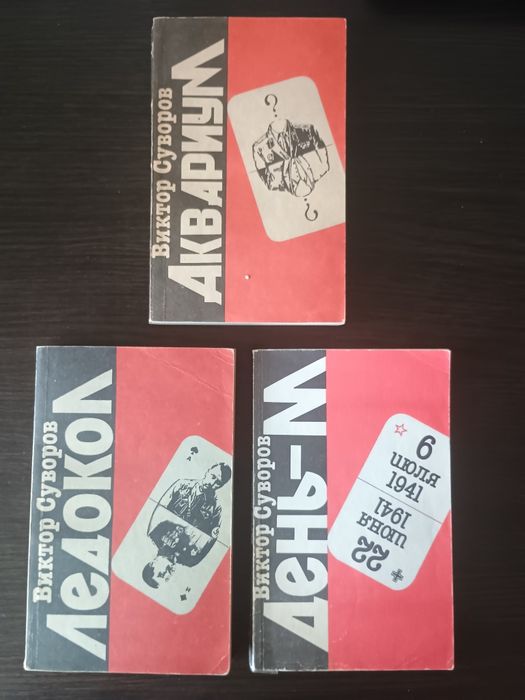 Виктор Суворов
Аквариум
?
?
Виктор Суворов
Ледокол
Виктор Суворов
День-М
6
июля
1941
22
июня
1941